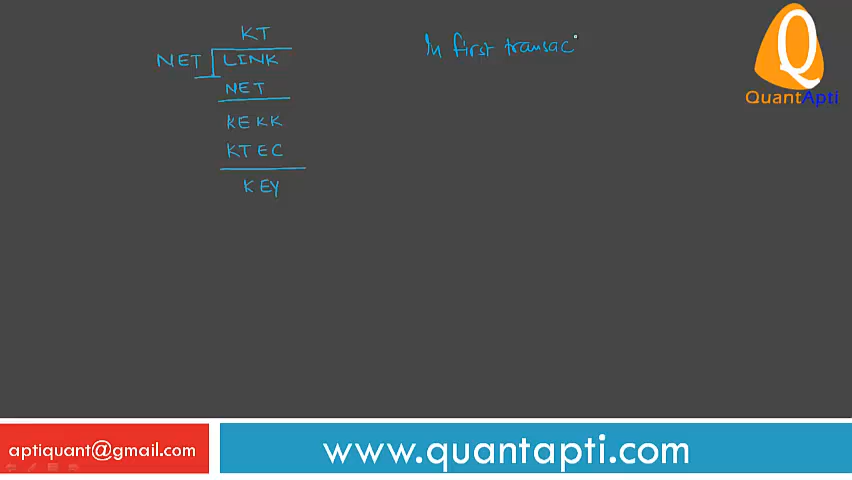 KT
NET LINK
NET
KEKK
KTEC
KEY
In first transac
QuantApti
aptiquant@gmail.com
www.quantapti.com